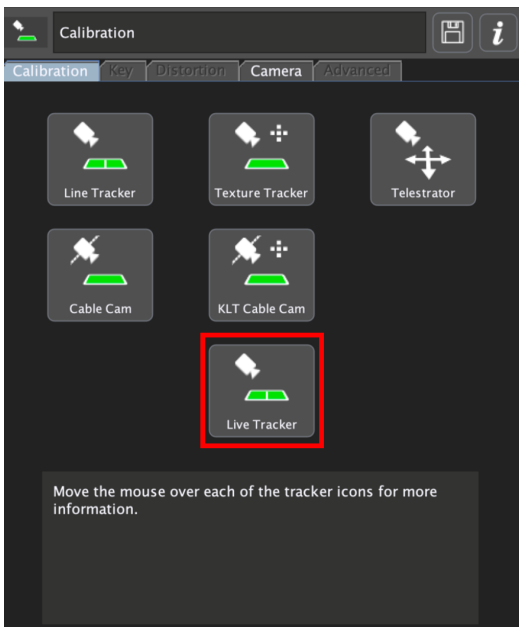 Calibration
Calibration Key Distortion Camera Advanced
Line Tracker Texture Tracker Telestrator
Cable Cam KLT Cable Cam
Live Tracker
Move the mouse over each of the tracker icons for more
information.